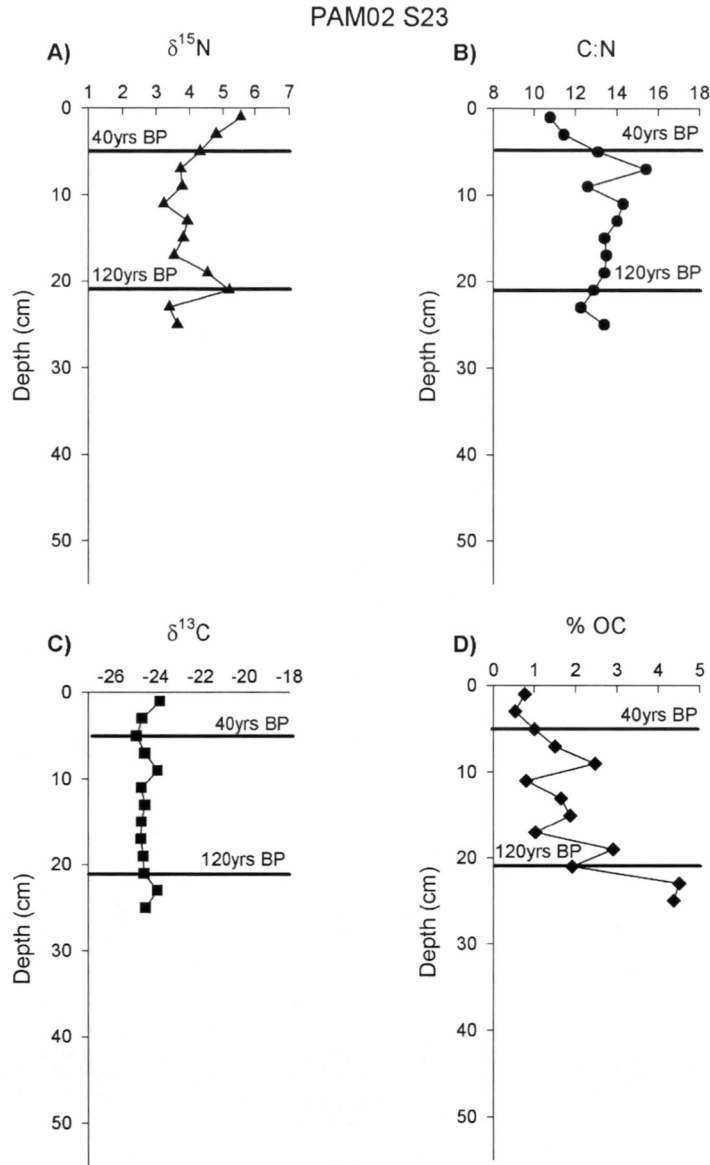 PAM02 S23
A) δ¹⁵N
1 2 3 4 5 6 7
0
10
20
30
40
50
Depth (cm)
40yrs BP
120yrs BP
B) C:N
8 10 12 14 16 18
0
10
20
30
40
50
Depth (cm)
40yrs BP
120yrs BP
C) δ¹³C
-26 -24 -22 -20 -18
0
10
20
30
40
50
Depth (cm)
40yrs BP
120yrs BP
D) % OC
0 1 2 3 4 5
0
10
20
30
40
50
Depth (cm)
40yrs BP
120yrs BP